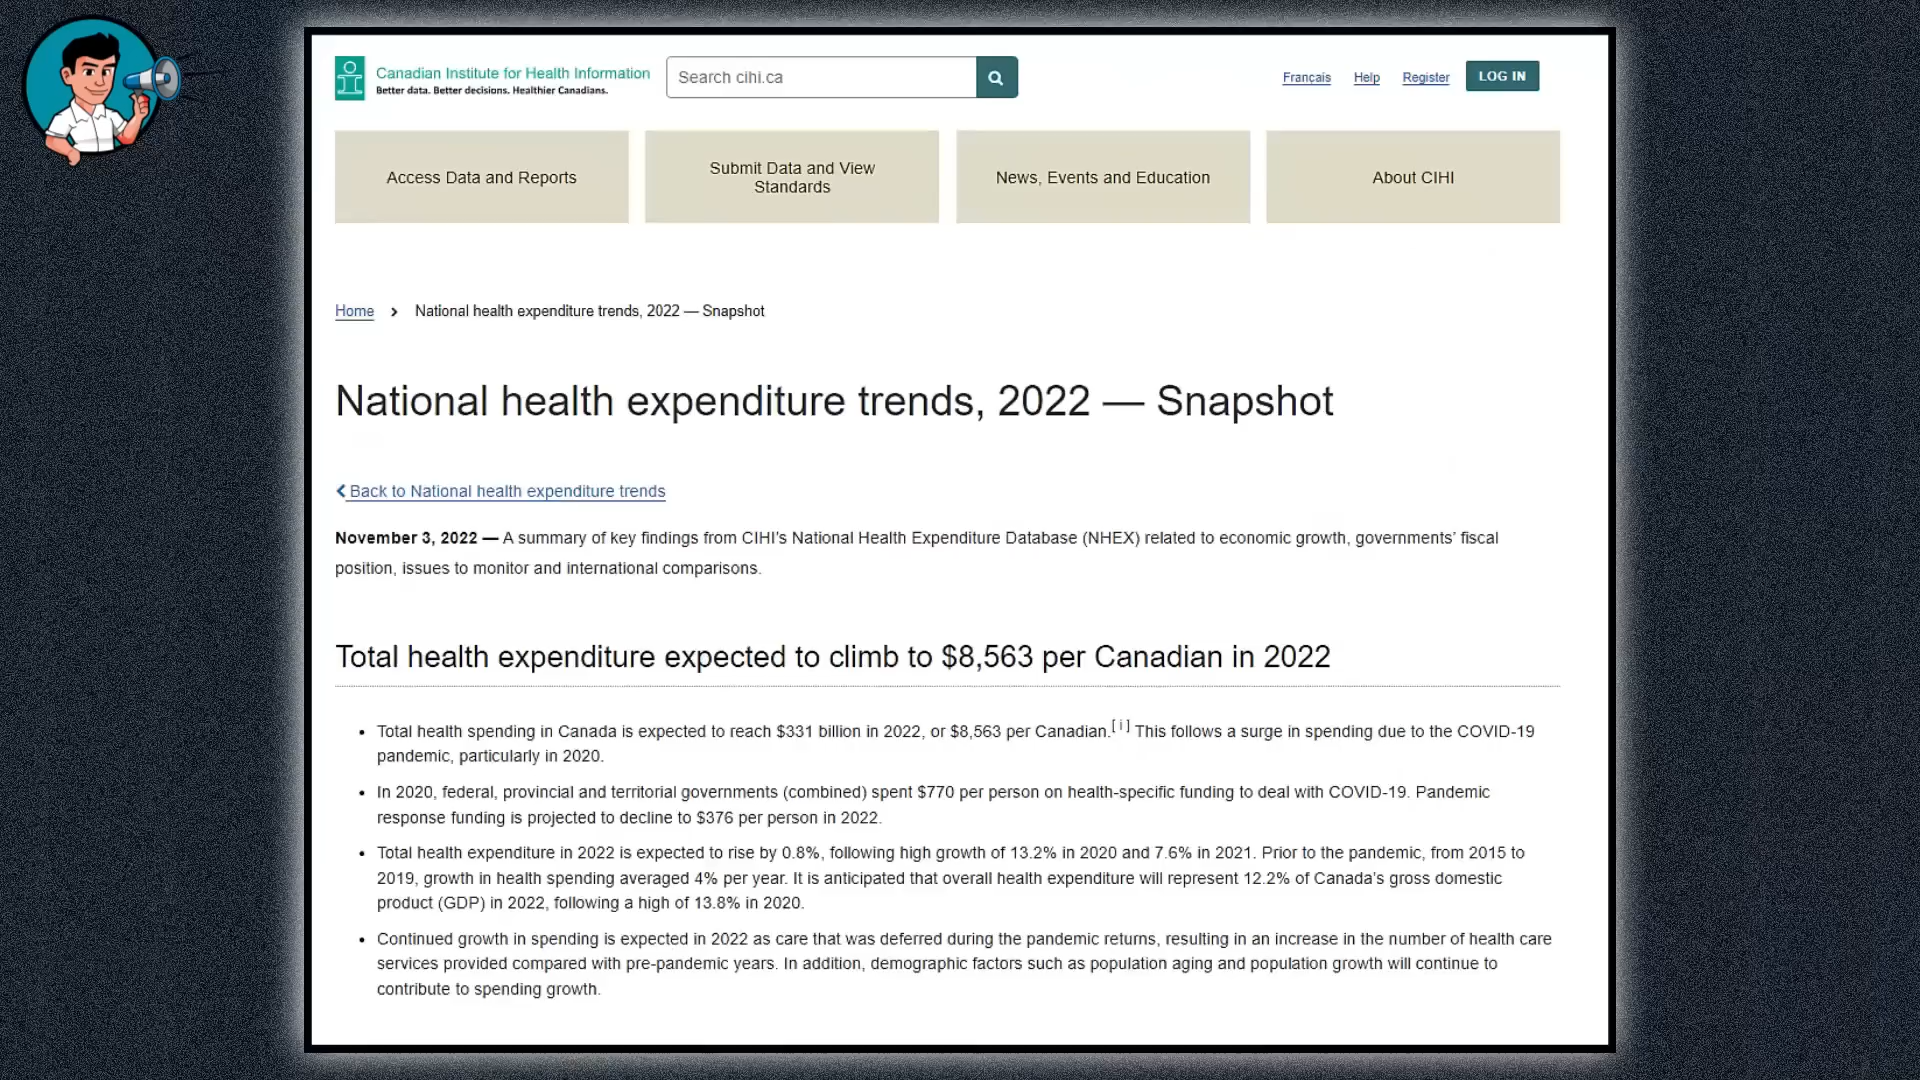 Canadian Institute for Health Information
Better data. Better decisions. Healthier Canadians.
Search cihi.ca
Francais Help Register LOG IN
Access Data and Reports
Submit Data and View
Standards
News, Events and Education
About CIHI
Home > National health expenditure trends, 2022 — Snapshot
National health expenditure trends, 2022 — Snapshot
Back to National health expenditure trends
November 3, 2022 — A summary of key findings from CIHI's National Health Expenditure Database (NHEX) related to economic growth, governments' fiscal
position, issues to monitor and international comparisons.
Total health expenditure expected to climb to $8,563 per Canadian in 2022
• Total health spending in Canada is expected to reach $331 billion in 2022, or $8,563 per Canadian.[ i ] This follows a surge in spending due to the COVID-19
pandemic, particularly in 2020.
• In 2020, federal, provincial and territorial governments (combined) spent $770 per person on health-specific funding to deal with COVID-19. Pandemic
response funding is projected to decline to $376 per person in 2022.
• Total health expenditure in 2022 is expected to rise by 0.8%, following high growth of 13.2% in 2020 and 7.6% in 2021. Prior to the pandemic, from 2015 to
2019, growth in health spending averaged 4% per year. It is anticipated that overall health expenditure will represent 12.2% of Canada's gross domestic
product (GDP) in 2022, following a high of 13.8% in 2020.
• Continued growth in spending is expected in 2022 as care that was deferred during the pandemic returns, resulting in an increase in the number of health care
services provided compared with pre-pandemic years. In addition, demographic factors such as population aging and population growth will continue to
contribute to spending growth.